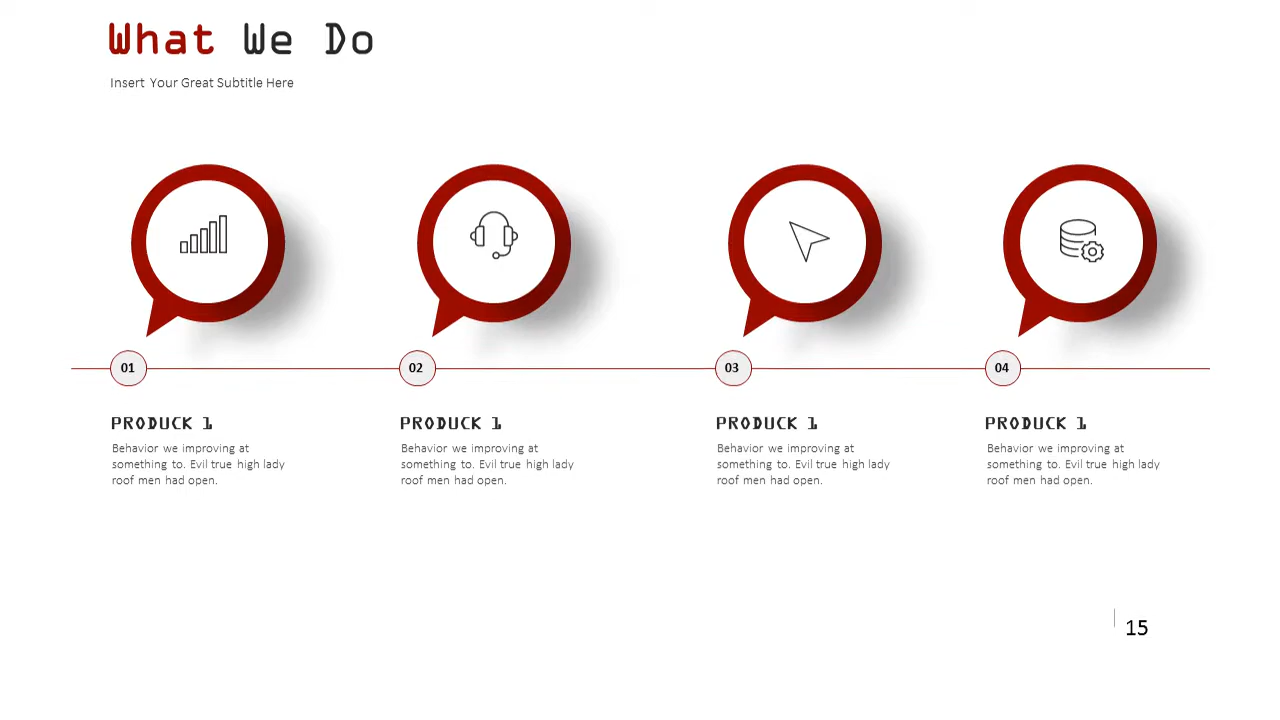 What We Do
Insert Your Great Subtitle Here
01
02
03
04
PRODUCK 1
Behavior we improving at
something to. Evil true high lady
roof men had open.
PRODUCK 1
Behavior we improving at
something to. Evil true high lady
roof men had open.
PRODUCK 1
Behavior we improving at
something to. Evil true high lady
roof men had open.
PRODUCK 1
Behavior we improving at
something to. Evil true high lady
roof men had open.
15